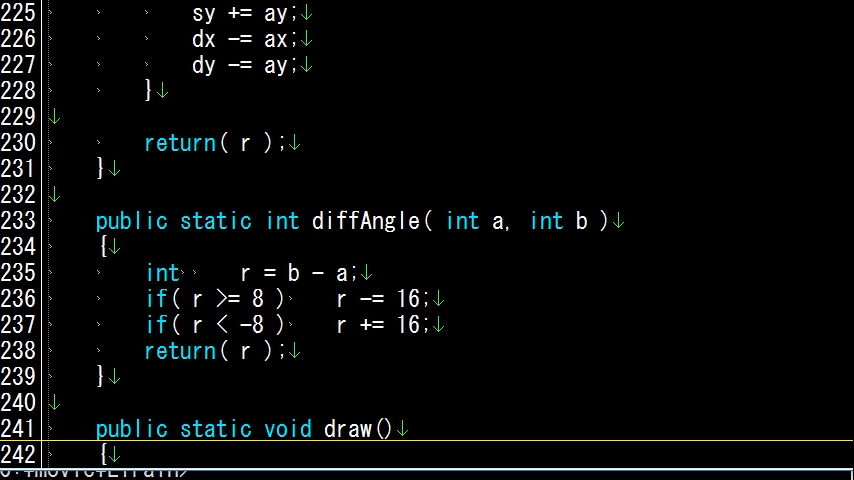 225 sy += ay;↓
226 dx -= ax;↓
227 dy -= ay;↓
228 }↓
229 ↓
230 return( r );↓
231 }↓
232 ↓
233 public static int diffAngle( int a, int b )↓
234 {↓
235 int r = b - a;↓
236 if( r >= 8 ) r -= 16;↓
237 if( r < -8 ) r += 16;↓
238 return( r );↓
239 }↓
240 ↓
241 public static void draw()↓
242 {↓